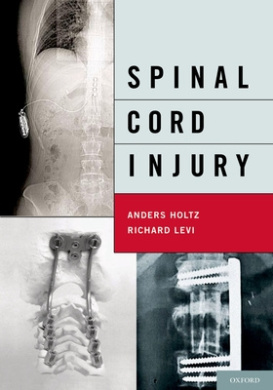 SPINAL
CORD
INJURY
ANDERS HOLTZ
RICHARD LEVI
OXFORD